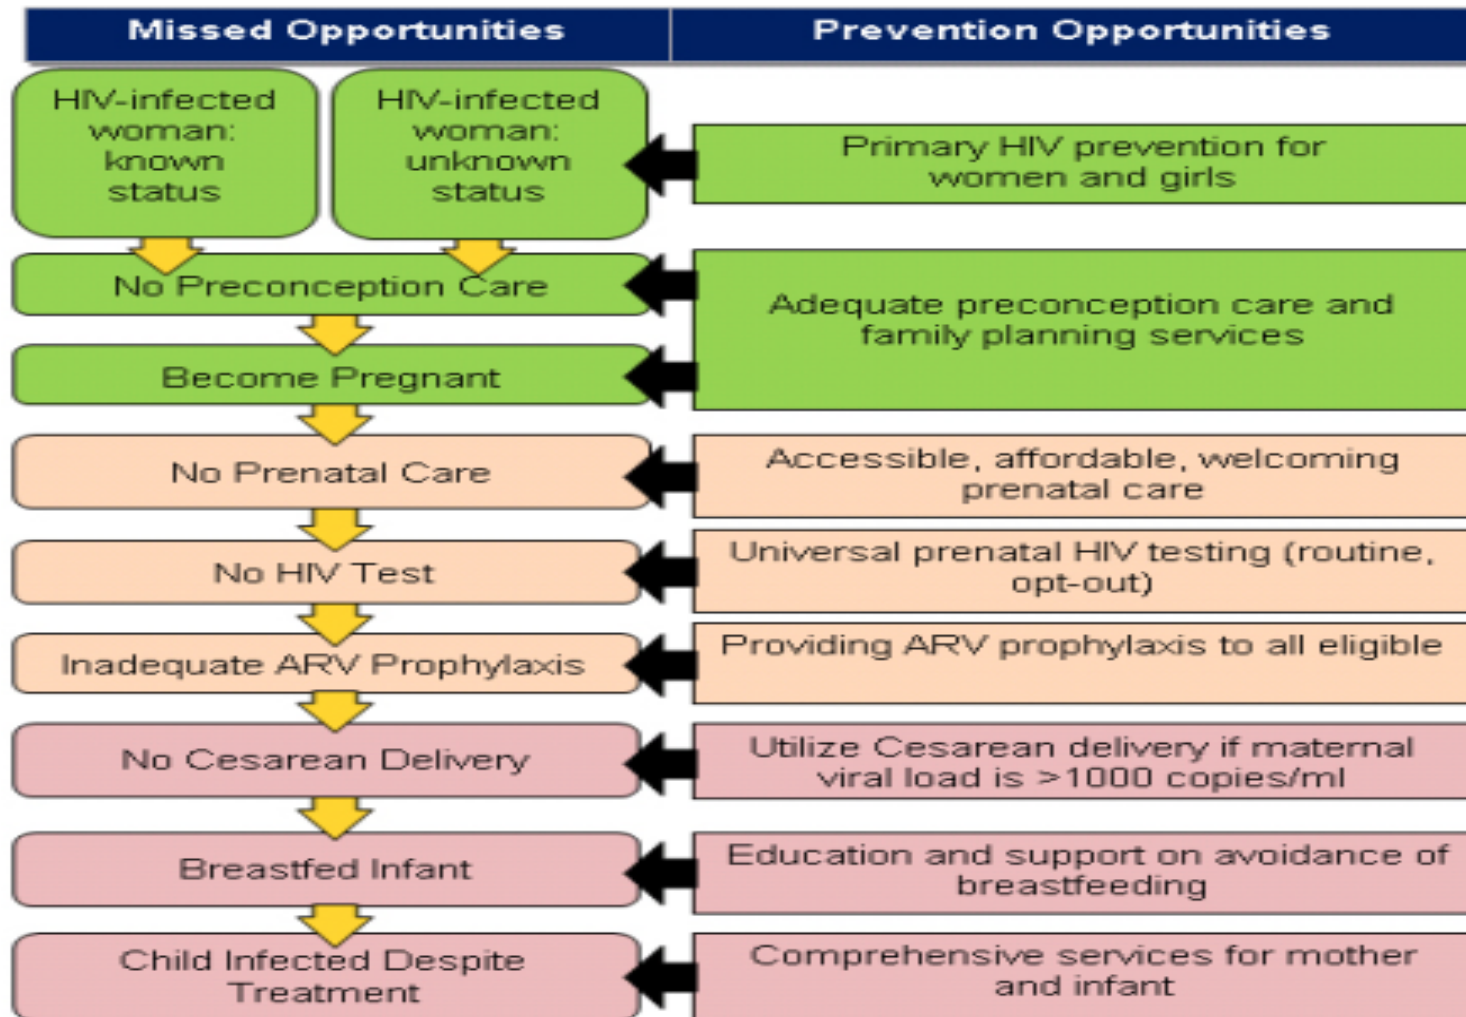 Missed Opportunities
Prevention Opportunities
HIV-infected
woman:
known
status
HIV-infected
woman:
unknown
status
Primary HIV prevention for
women and girls
No Preconception Care
Adequate preconception care and
family planning services
Become Pregnant
No Prenatal Care
Accessible, affordable, welcoming
prenatal care
No HIV Test
Universal prenatal HIV testing (routine,
opt-out)
Inadequate ARV Prophylaxis
Providing ARV prophylaxis to all eligible
No Cesarean Delivery
Utilize Cesarean delivery if maternal
viral load is >1000 copies/ml
Breastfed Infant
Education and support on avoidance of
breastfeeding
Child Infected Despite
Treatment
Comprehensive services for mother
and infant